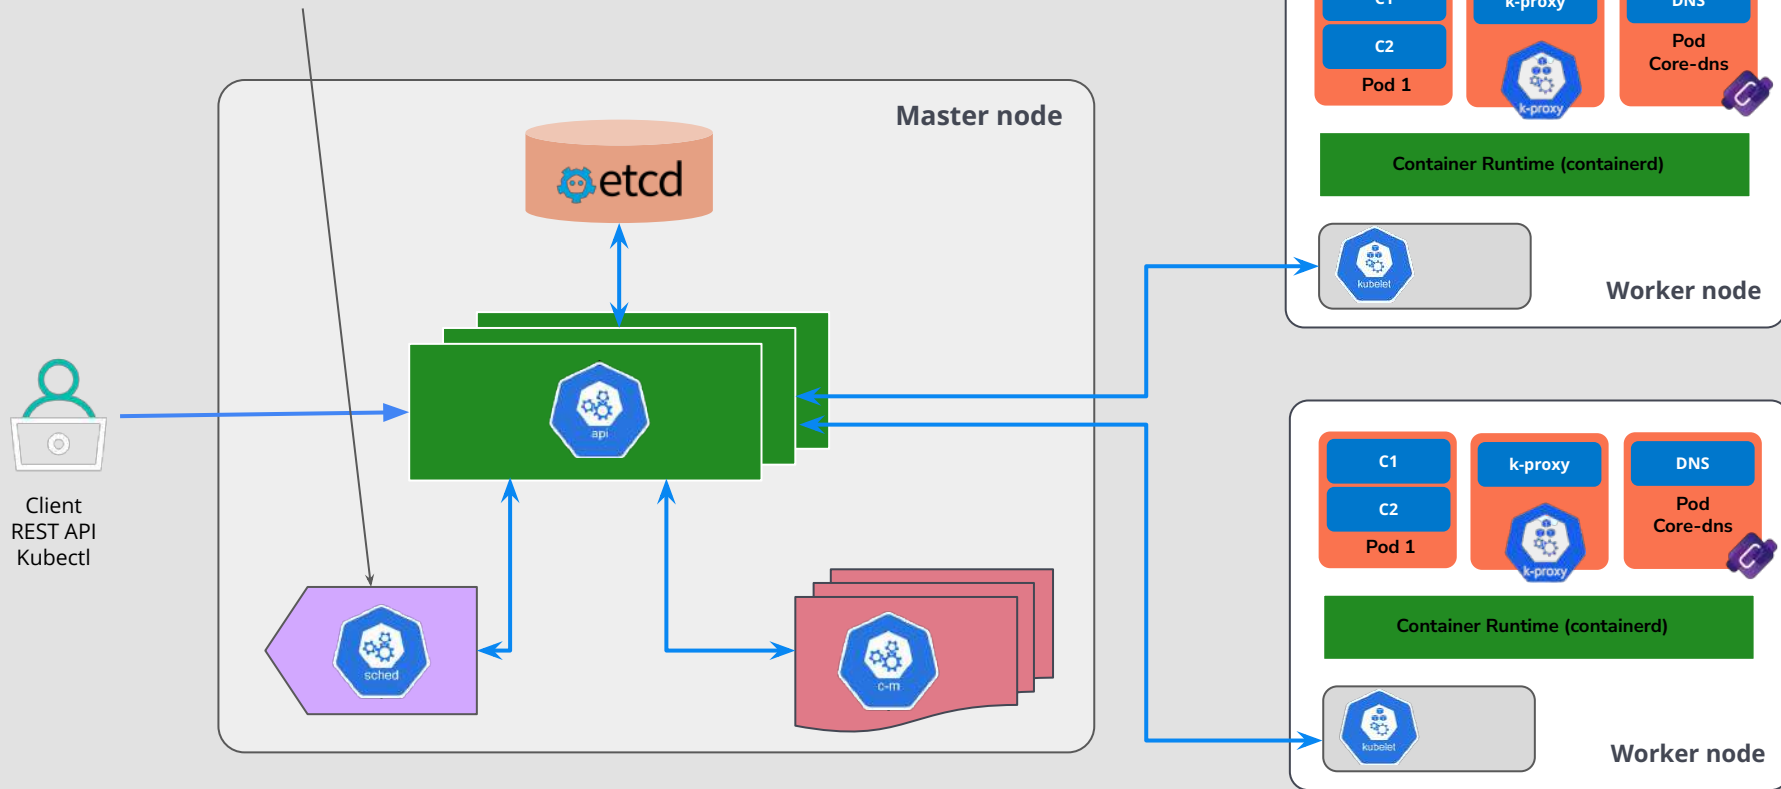 C1
k-proxy
DNS
C2
Pod
Core-dns
Pod 1
k-proxy
Container Runtime (containerd)
kubelet
Worker node
Master node
etcd
api
sched
c-m
Client
REST API
Kubectl
C1
k-proxy
DNS
C2
Pod
Core-dns
Pod 1
k-proxy
Container Runtime (containerd)
kubelet
Worker node